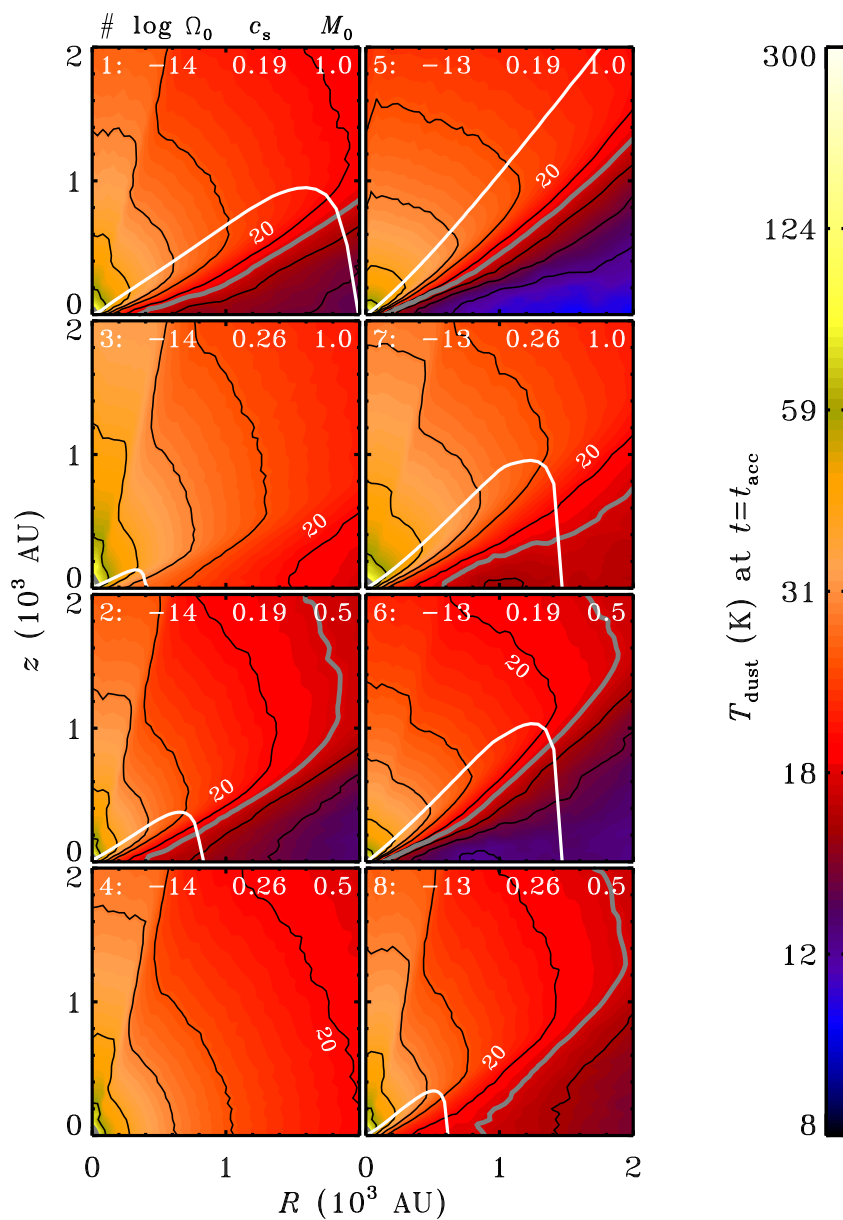 # log Ω₀ cₛ M₀
1: −14 0.19 1.0
5: −13 0.19 1.0
20
20
3: −14 0.26 1.0
7: −13 0.26 1.0
20
20
2: −14 0.19 0.5
6: −13 0.19 0.5
20
20
4: −14 0.26 0.5
8: −13 0.26 0.5
20
20
2
1
0
2
1
0
2
1
0
2
1
0
z (10³ AU)
0 1 0 1 2
R (10³ AU)
300
124
59
31
18
12
8
T_dust (K) at t=t_acc